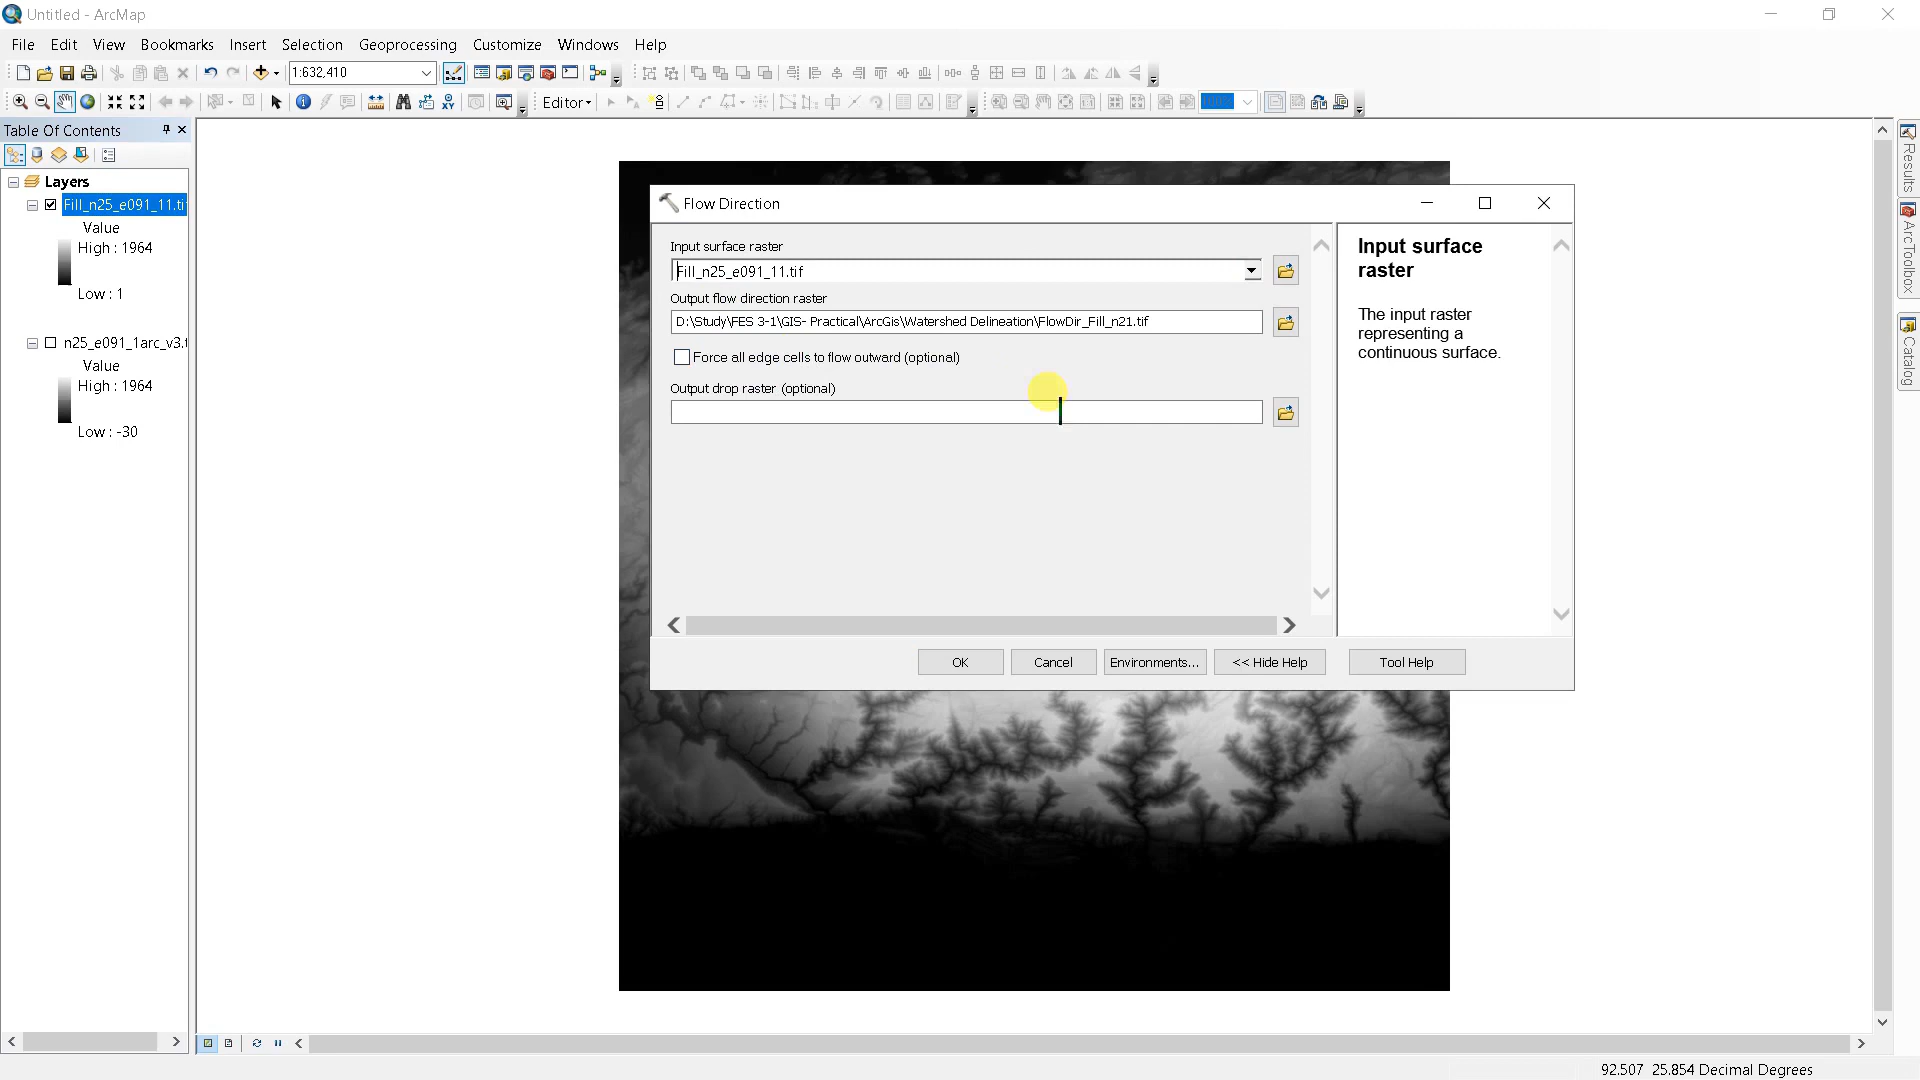 Untitled - ArcMap
File Edit View Bookmarks Insert Selection Geoprocessing Customize Windows Help
1:632,410
Editor
100%
Table Of Contents
Layers
Fill_n25_e091_11.ti
Value
High : 1964
Low : 1
n25_e091_1arc_v3.t
Value
High : 1964
Low : -30
Flow Direction
Input surface raster
Fill_n25_e091_11.tif
Output flow direction raster
D:\Study\FES 3-1\GIS- Practical\ArcGis\Watershed Delineation\FlowDir_Fill_n21.tif
Force all edge cells to flow outward (optional)
Output drop raster (optional)
OK Cancel Environments... << Hide Help Tool Help
Input surface
raster
The input raster
representing a
continuous surface.
Results
ArcToolbox
Catalog
92.507 25.854 Decimal Degrees